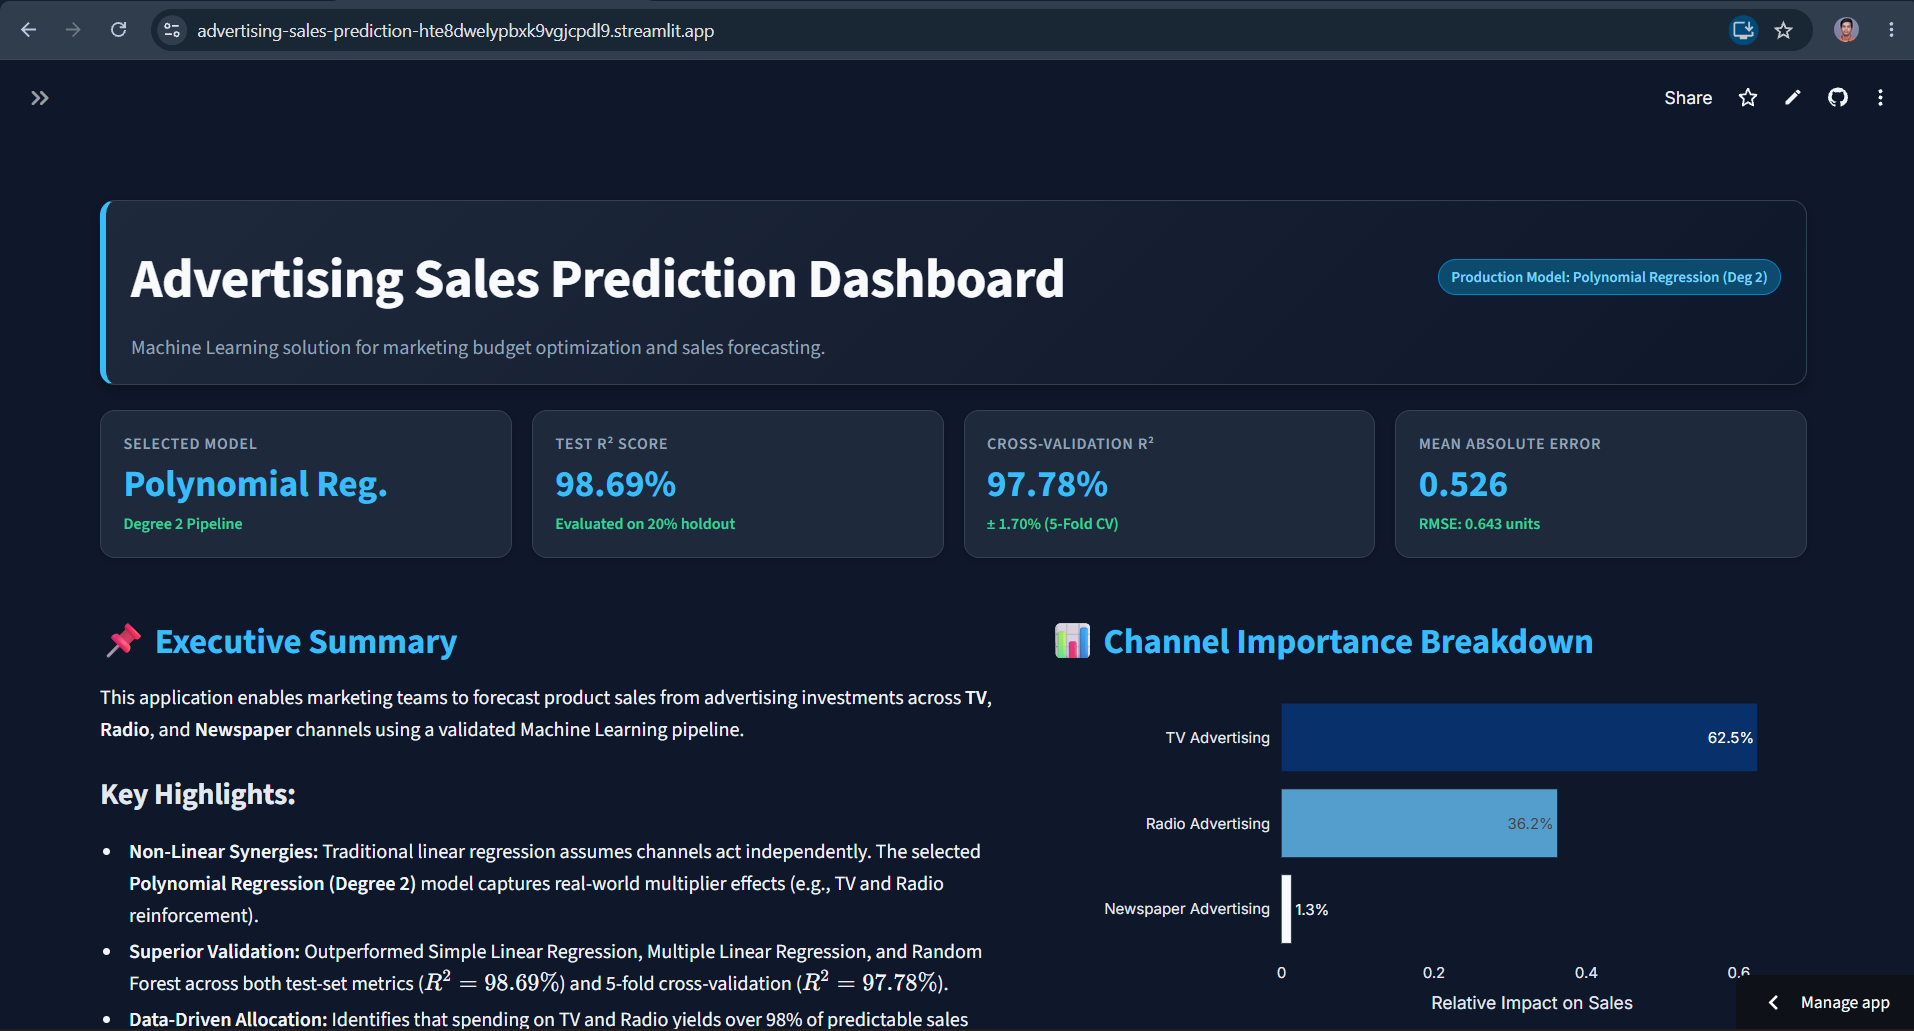 advertising-sales-prediction-hte8dwelypbxk9vgjcpdl9.streamlit.app
Share
Advertising Sales Prediction Dashboard
Production Model: Polynomial Regression (Deg 2)
Machine Learning solution for marketing budget optimization and sales forecasting.
SELECTED MODEL
Polynomial Reg.
Degree 2 Pipeline
TEST R² SCORE
98.69%
Evaluated on 20% holdout
CROSS-VALIDATION R²
97.78%
± 1.70% (5-Fold CV)
MEAN ABSOLUTE ERROR
0.526
RMSE: 0.643 units
Executive Summary
This application enables marketing teams to forecast product sales from advertising investments across TV,
Radio, and Newspaper channels using a validated Machine Learning pipeline.
Key Highlights:
• Non-Linear Synergies: Traditional linear regression assumes channels act independently. The selected
Polynomial Regression (Degree 2) model captures real-world multiplier effects (e.g., TV and Radio
reinforcement).
• Superior Validation: Outperformed Simple Linear Regression, Multiple Linear Regression, and Random
Forest across both test-set metrics (R² = 98.69%) and 5-fold cross-validation (R² = 97.78%).
• Data-Driven Allocation: Identifies that spending on TV and Radio yields over 98% of predictable sales
Channel Importance Breakdown
TV Advertising 62.5%
Radio Advertising 36.2%
Newspaper Advertising 1.3%
0 0.2 0.4 0.6
Relative Impact on Sales
Manage app